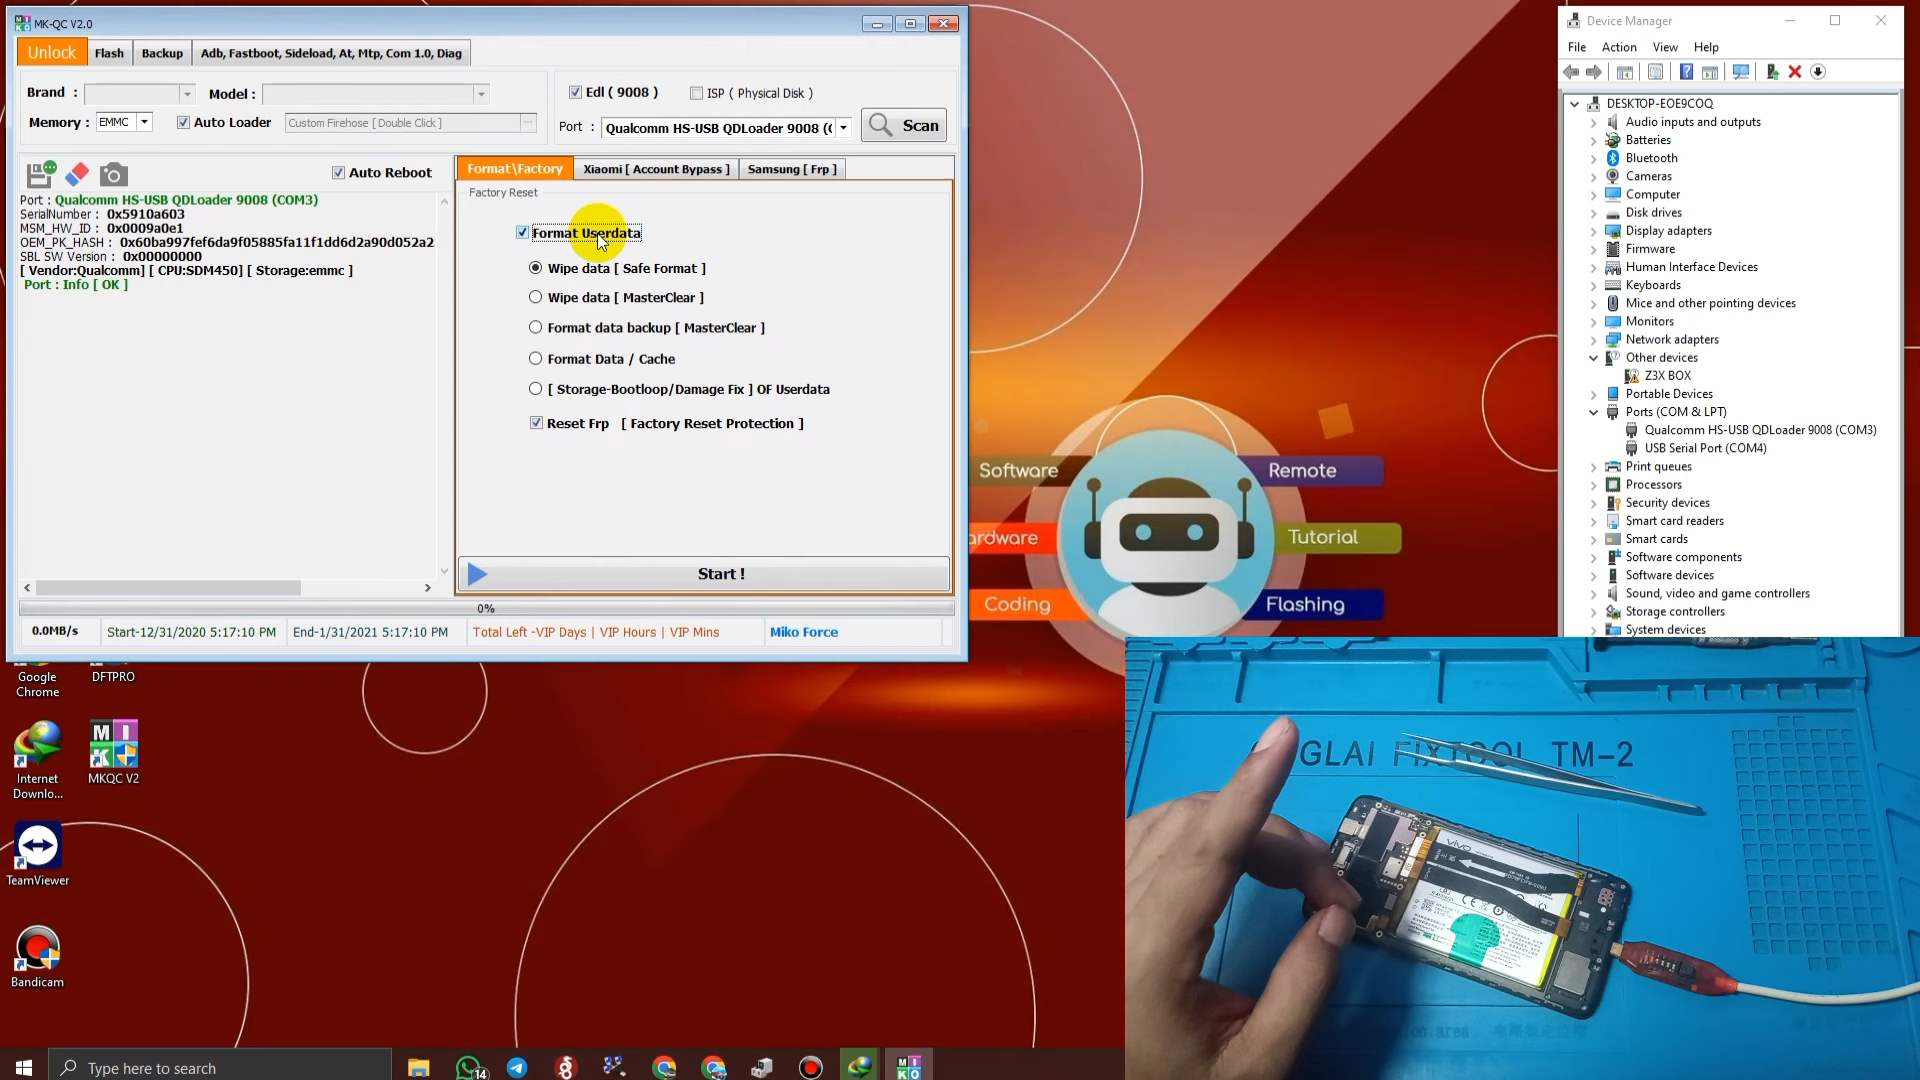 MK-QC V2.0
Unlock
Flash
Backup
Adb, Fastboot, Sideload, At, Mtp, Com 1.0, Diag
Brand :
Model :
Memory :
EMMC
Auto Loader
Custom Firehose [ Double Click ]
Edl ( 9008 )
ISP ( Physical Disk )
Port :
Qualcomm HS-USB QDLoader 9008 ((
Scan
Auto Reboot
Port : Qualcomm HS-USB QDLoader 9008 (COM3)
SerialNumber : 0x5910a603
MSM_HW_ID : 0x0009a0e1
OEM_PK_HASH : 0x60ba997fef6da9f05885fa11f1dd6d2a90d052a2
SBL SW Version : 0x00000000
[ Vendor:Qualcomm] [ CPU:SDM450] [ Storage:emmc ]
Port : Info [ OK ]
Format\Factory
Xiaomi [ Account Bypass ]
Samsung [ Frp ]
Factory Reset
Format Userdata
Wipe data [ Safe Format ]
Wipe data [ MasterClear ]
Format data backup [ MasterClear ]
Format Data / Cache
[ Storage-Bootloop/Damage Fix ] OF Userdata
Reset Frp [ Factory Reset Protection ]
Start !
0%
0.0MB/s
Start-12/31/2020 5:17:10 PM
End-1/31/2021 5:17:10 PM
Total Left -VIP Days | VIP Hours | VIP Mins
Miko Force
Device Manager
File Action View Help
DESKTOP-EOE9COQ
Audio inputs and outputs
Batteries
Bluetooth
Cameras
Computer
Disk drives
Display adapters
Firmware
Human Interface Devices
Keyboards
Mice and other pointing devices
Monitors
Network adapters
Other devices
Z3X BOX
Portable Devices
Ports (COM & LPT)
Qualcomm HS-USB QDLoader 9008 (COM3)
USB Serial Port (COM4)
Print queues
Processors
Security devices
Smart card readers
Smart cards
Software components
Software devices
Sound, video and game controllers
Storage controllers
System devices
Software
Remote
ardware
Tutorial
Coding
Flashing
Google
Chrome
DFTPRO
Internet
Downlo...
MKQC V2
TeamViewer
Bandicam
Type here to search
14
GLAI FIXTOOL TM-2
vivo